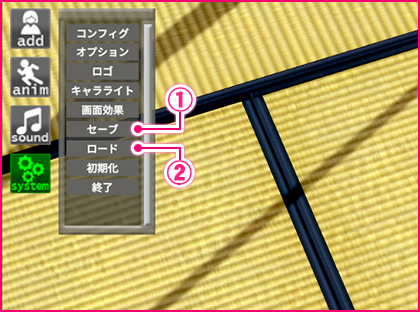 add
anim
sound
system
コンフィグ
オプション
ロゴ
キャラライト
画面効果
セーブ
ロード
初期化
終了
①
②